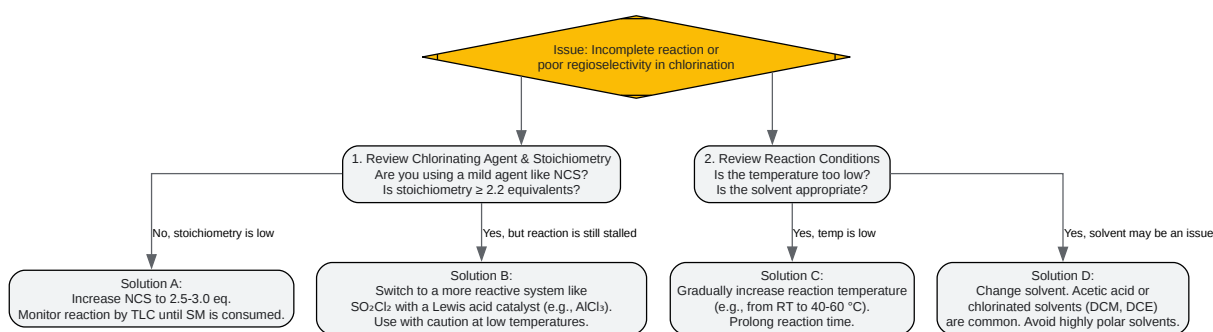 Issue: Incomplete reaction or
poor regioselectivity in chlorination
1. Review Chlorinating Agent & Stoichiometry
Are you using a mild agent like NCS?
Is stoichiometry ≥ 2.2 equivalents?
2. Review Reaction Conditions
Is the temperature too low?
Is the solvent appropriate?
No, stoichiometry is low
Yes, but reaction is still stalled
Yes, temp is low
Yes, solvent may be an issue
Solution A:
Increase NCS to 2.5-3.0 eq.
Monitor reaction by TLC until SM is consumed.
Solution B:
Switch to a more reactive system like
SO₂Cl₂ with a Lewis acid catalyst (e.g., AlCl₃).
Use with caution at low temperatures.
Solution C:
Gradually increase reaction temperature
(e.g., from RT to 40-60 °C).
Prolong reaction time.
Solution D:
Change solvent. Acetic acid or
chlorinated solvents (DCM, DCE)
are common. Avoid highly polar solvents.